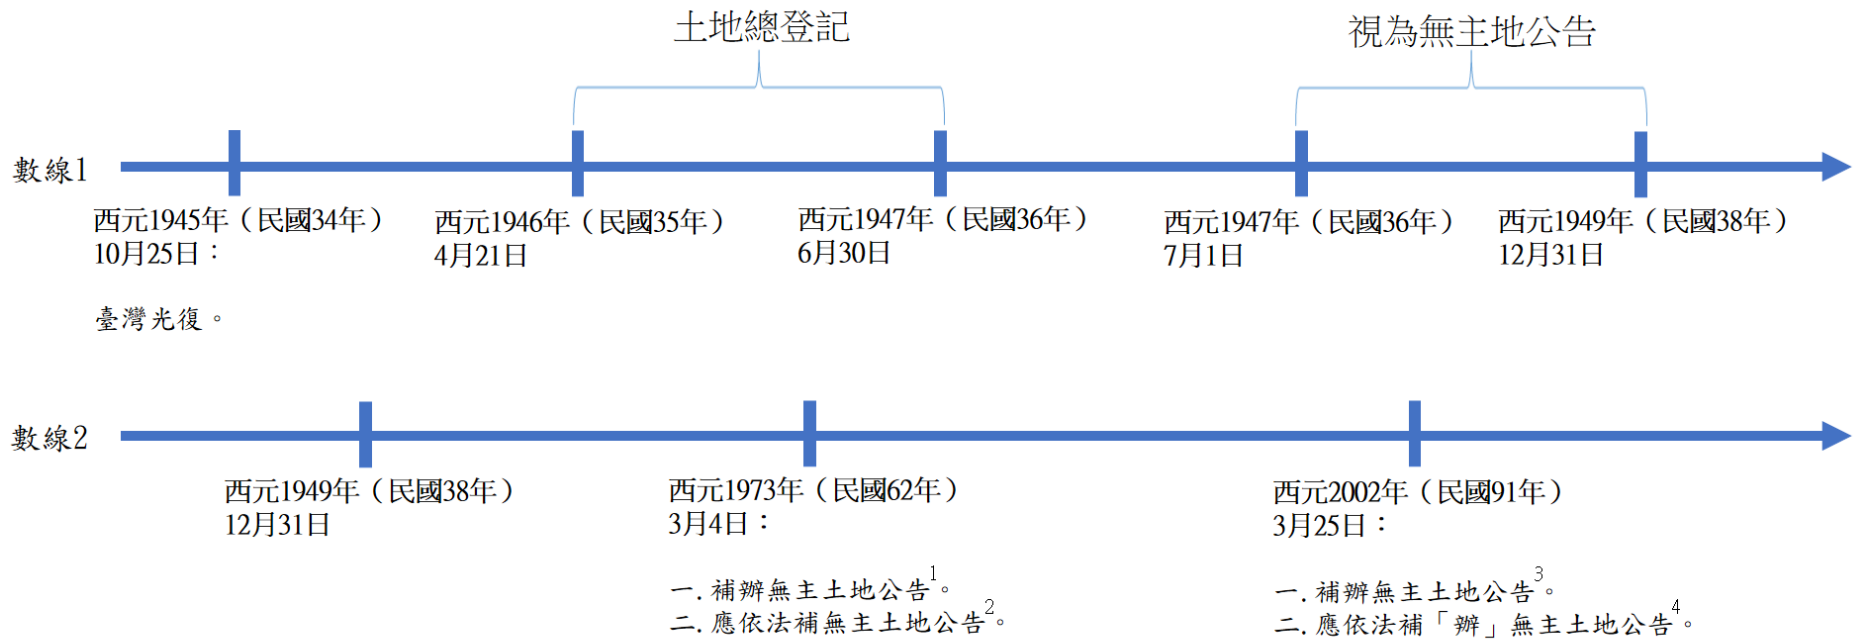 土地總登記
視為無主地公告
數線1
西元1945年（民國34年）
10月25日：
臺灣光復。
西元1946年（民國35年）
4月21日
西元1947年（民國36年）
6月30日
西元1947年（民國36年）
7月1日
西元1949年（民國38年）
12月31日
數線2
西元1949年（民國38年）
12月31日
西元1973年（民國62年）
3月4日：
一.補辦無主土地公告1。
二.應依法補無主土地公告2。
西元2002年（民國91年）
3月25日：
一.補辦無主土地公告3。
二.應依法補「辦」無主土地公告4。